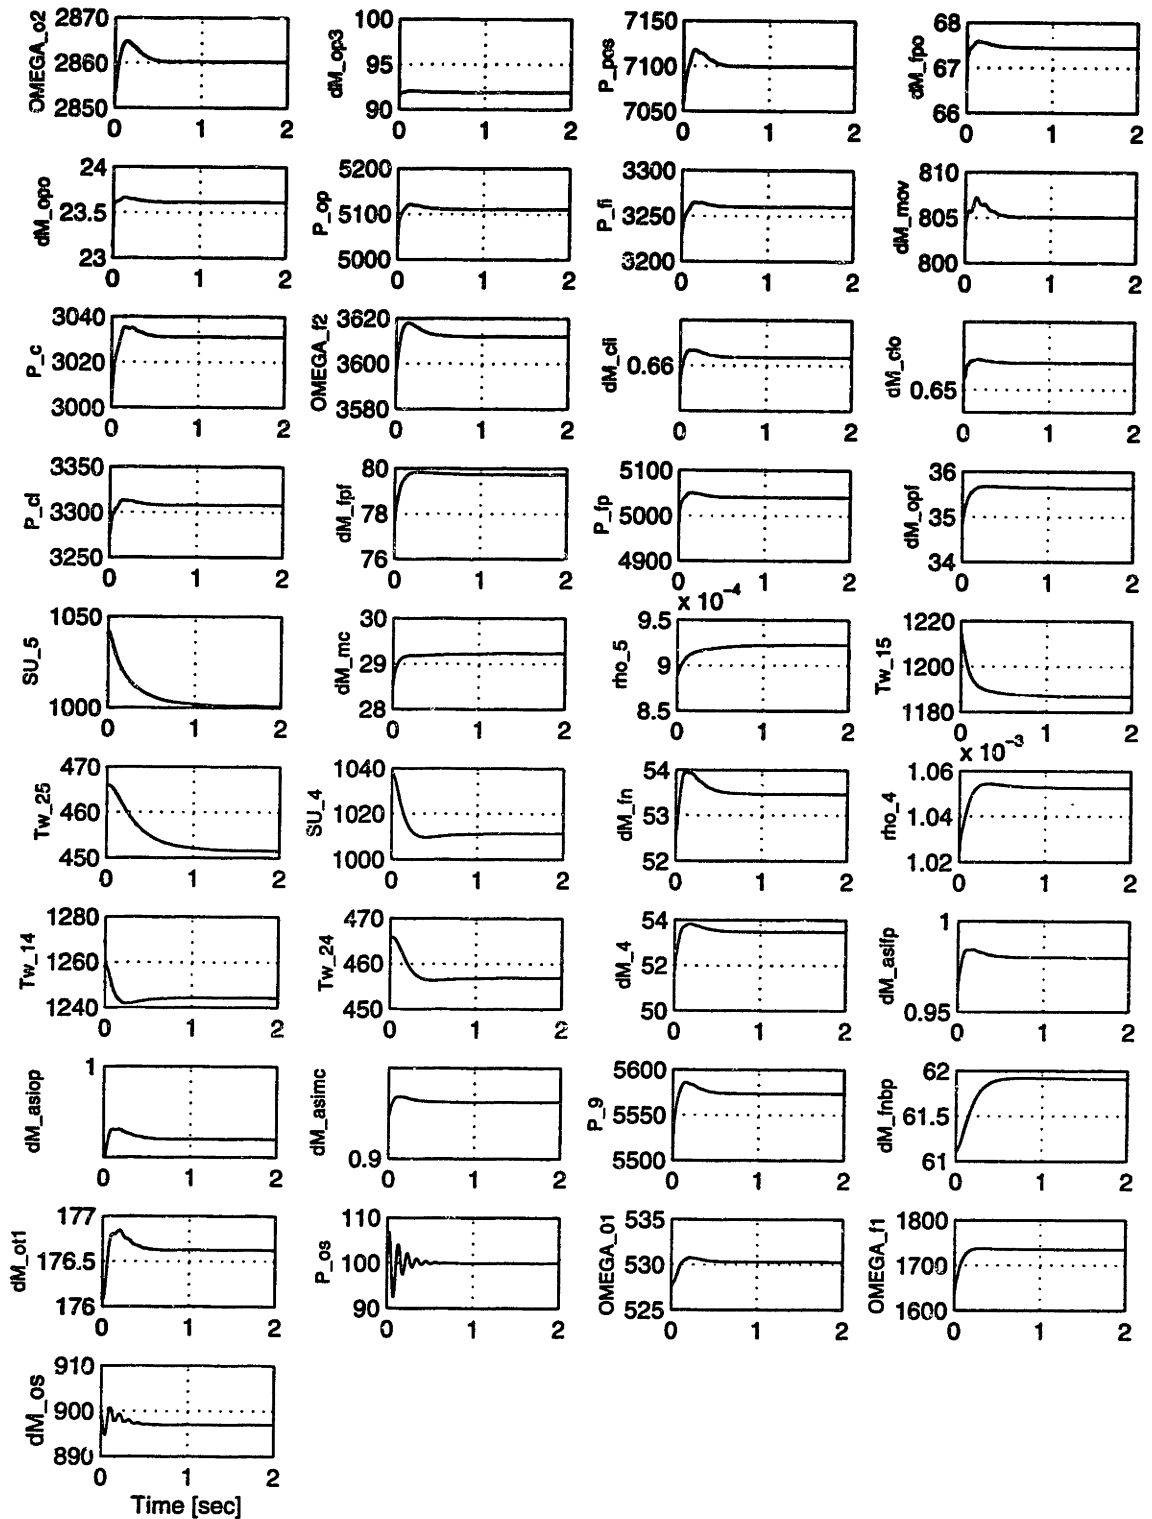 OMEGA_o2 2870 2860 2850 0 1 2
dM_op3 100 95 90 0 1 2
P_pos 7150 7100 7050 0 1 2
dM_fpo 68 67 66 0 1 2
dM_opo 24 23.5 23 0 1 2
P_op 5200 5100 5000 0 1 2
P_fi 3300 3250 3200 0 1 2
dM_mov 810 805 800 0 1 2
P_c 3040 3020 3000 0 1 2
OMEGA_f2 3620 3600 3580 0 1 2
dM_cli 0.66 0 1 2
dM_clo 0.65 0 1 2
P_cl 3350 3300 3250 0 1 2
dM_fpf 80 78 76 0 1 2
P_fp 5100 5000 4900 0 1 2
dM_opf 36 35 34 0 1 2
SU_5 1050 1000 0 1 2
dM_mc 30 29 28 0 1 2
x 10⁻⁴
rho_5 9.5 9 8.5 0 1 2
Tw_15 1220 1200 1180 0 1 2
Tw_25 470 460 450 0 1 2
SU_4 1040 1020 1000 0 1 2
dM_fn 54 53 52 0 1 2
x 10⁻³
rho_4 1.06 1.04 1.02 0 1 2
Tw_14 1280 1260 1240 0 1 2
Tw_24 470 460 450 0 1 2
dM_4 54 52 50 0 1 2
dM_asifp 1 0.95 0 1 2
dM_asiop 1 0 1 2
dM_asimc 0.9 0 1 2
P_9 5600 5550 5500 0 1 2
dM_fnbp 62 61.5 61 0 1 2
dM_ot1 177 176.5 176 0 1 2
P_os 110 100 90 0 1 2
OMEGA_01 535 530 525 0 1 2
OMEGA_f1 1800 1700 1600 0 1 2
dM_os 910 900 890 0 1 2
Time [sec]